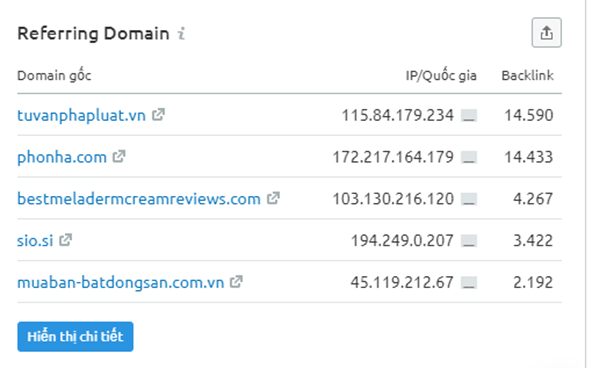 Referring Domain i
Domain gốc IP/Quốc gia Backlink
tuvanphapluat.vn 115.84.179.234 14.590
phonha.com 172.217.164.179 14.433
bestmeladermcreamreviews.com 103.130.216.120 4.267
sio.si 194.249.0.207 3.422
muaban-batdongsan.com.vn 45.119.212.67 2.192
Hiển thị chi tiết